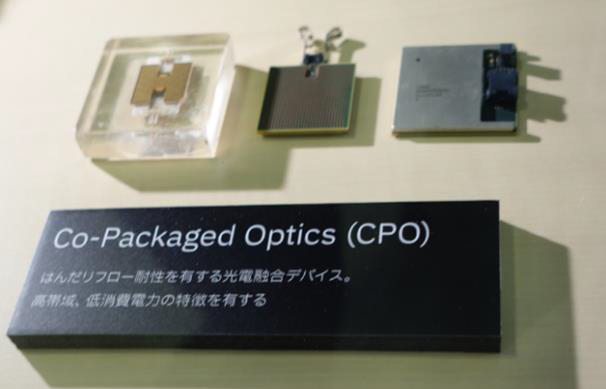 Co-Packaged Optics (CPO)
はんだリフロー耐性を有する光電融合デバイス。
高帯域、低消費電力の特徴を有する